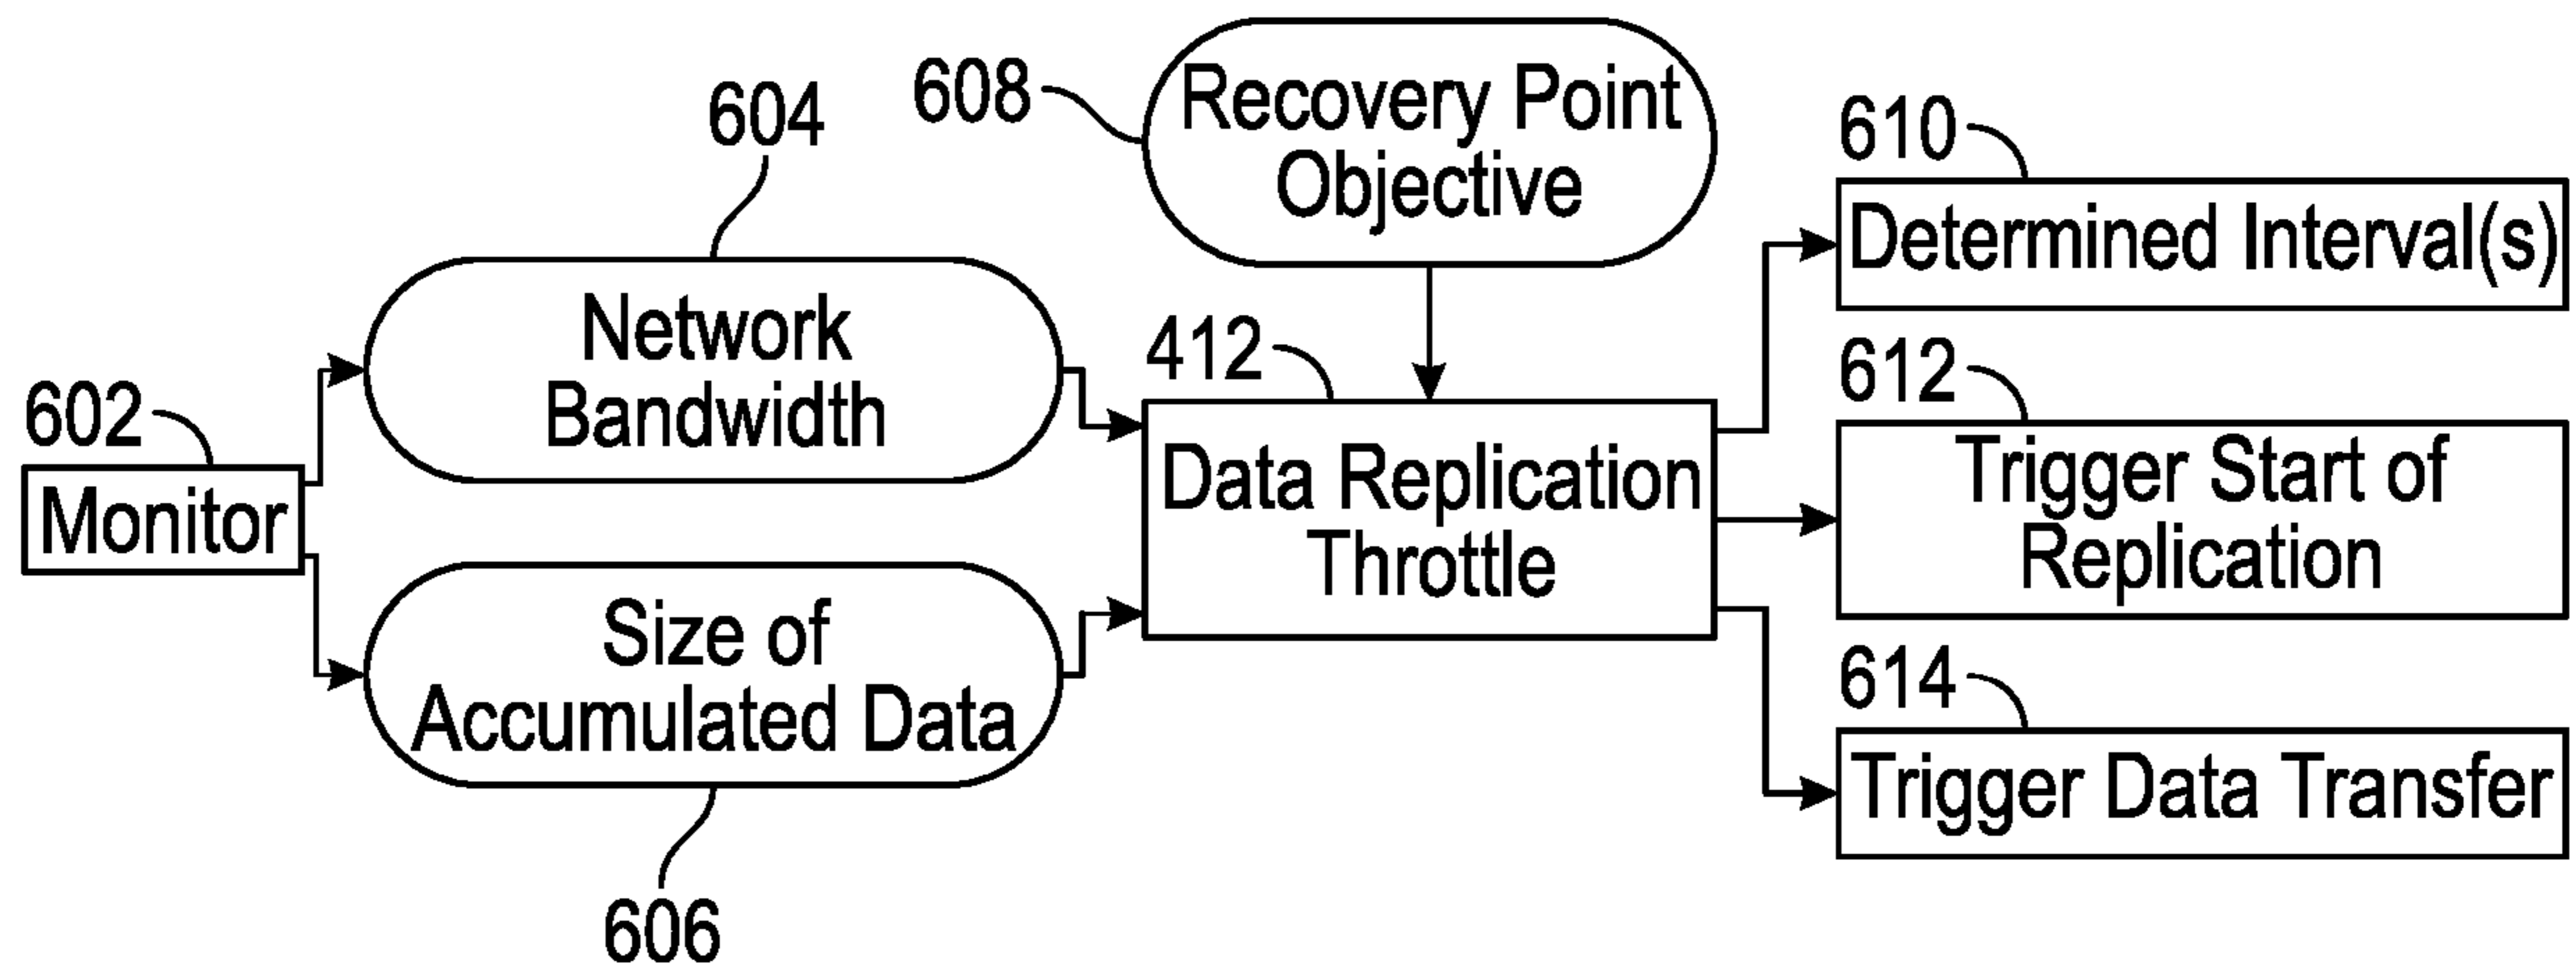 602
Monitor
604
Network
Bandwidth
Size of
Accumulated Data
606
608
Recovery Point
Objective
412
Data Replication
Throttle
610
Determined Interval(s)
612
Trigger Start of
Replication
614
Trigger Data Transfer